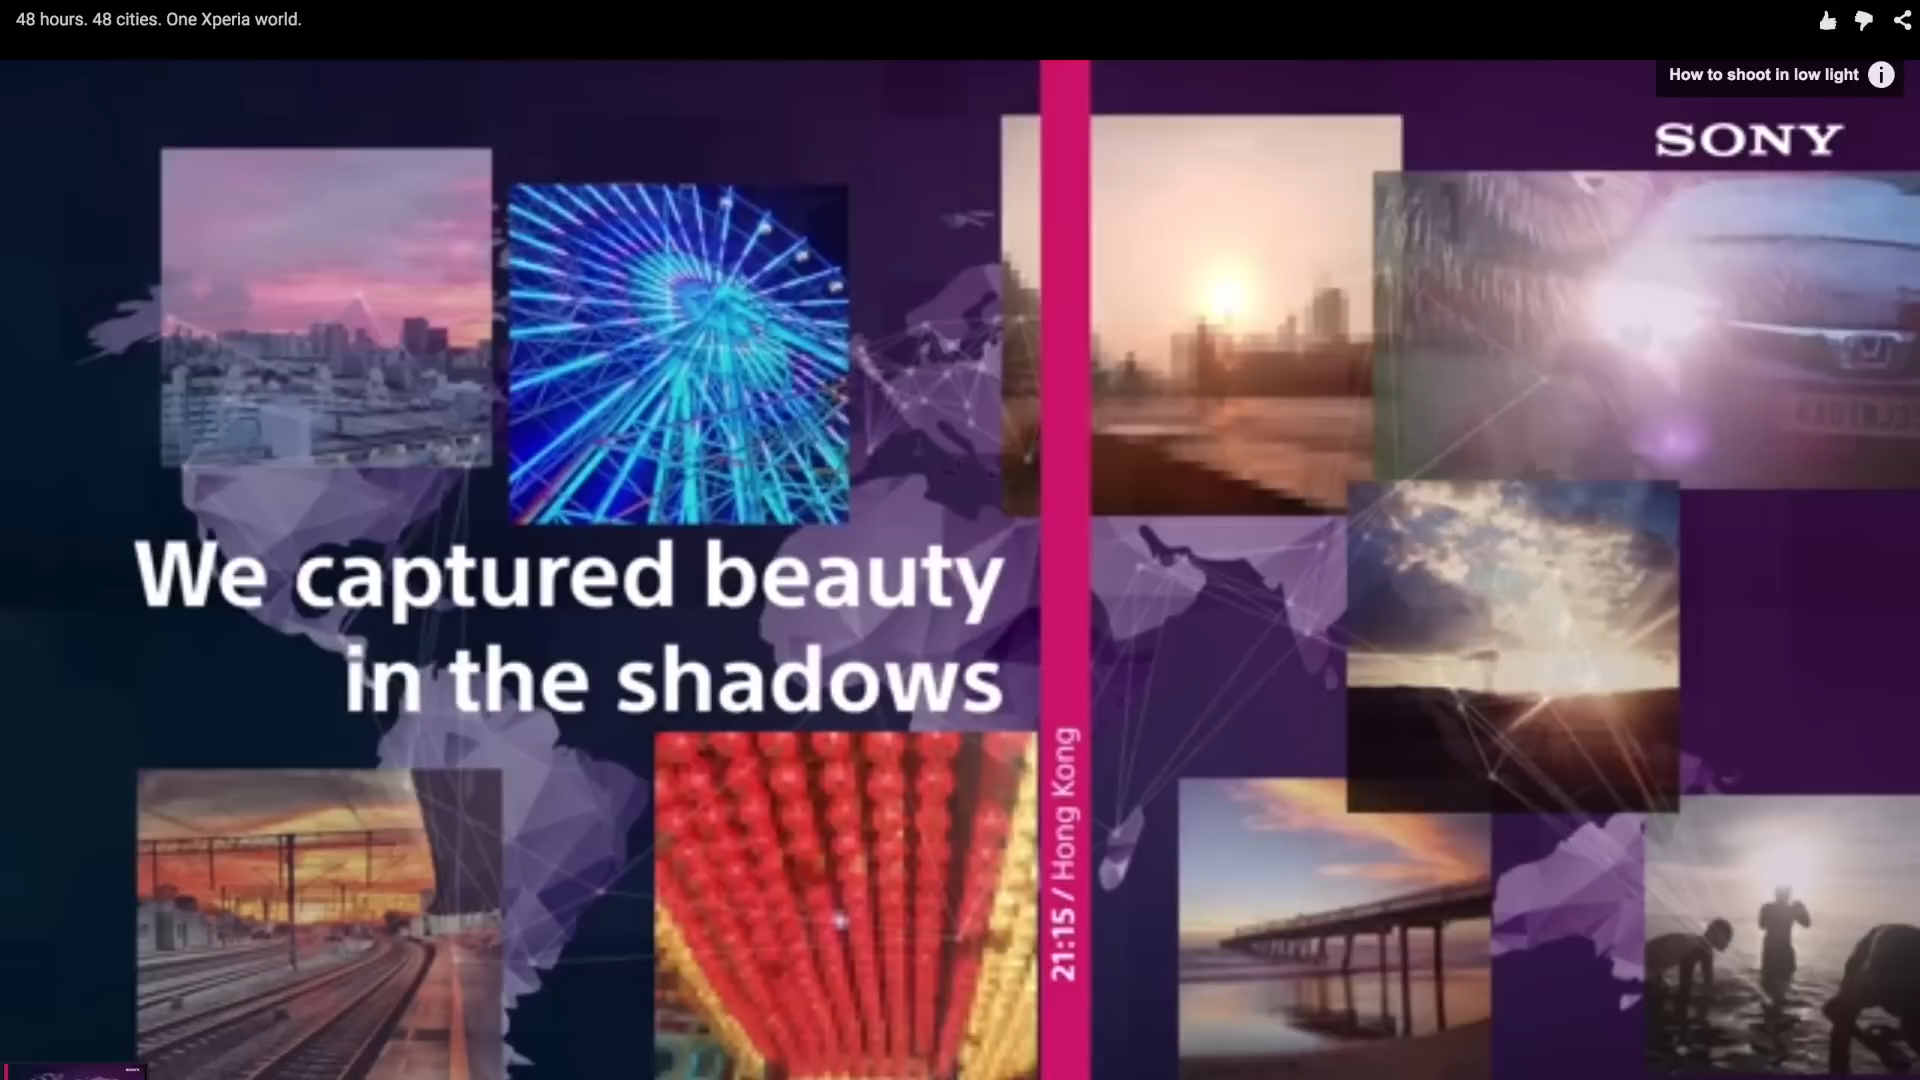 48 hours. 48 cities. One Xperia world.
How to shoot in low light
SONY
We captured beauty
in the shadows
21:15 / Hong Kong